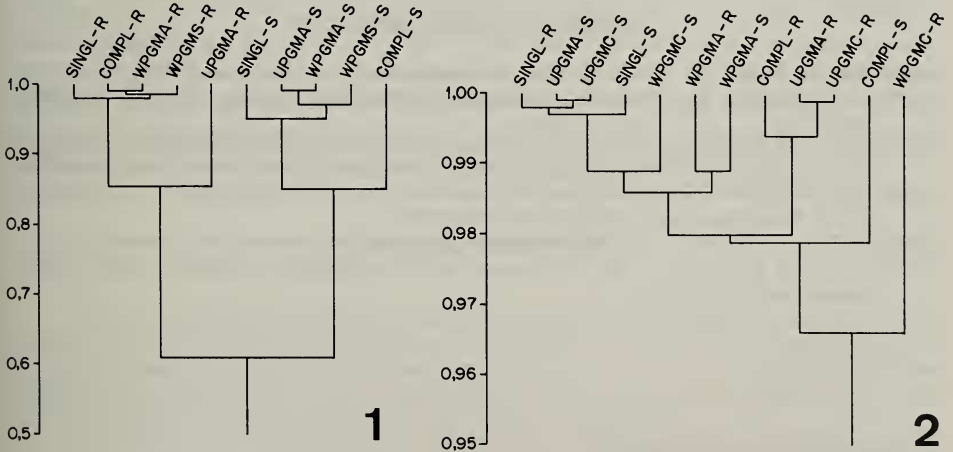 SINGL-R
COMPL-R
WPGMA-R
WPGMS-R
UPGMA-R
SINGL-S
UPGMA-S
WPGMA-S
WPGMS-S
COMPL-S
1,0
0,9
0,8
0,7
0,6
0,5
1
SINGL-R
UPGMA-S
UPGMC-S
SINGL-S
WPGMC-S
WPGMA-R
WPGMA-S
COMPL-R
UPGMA-R
UPGMC-R
COMPL-S
WPGMC-R
1,00
0,99
0,98
0,97
0,96
0,95
2